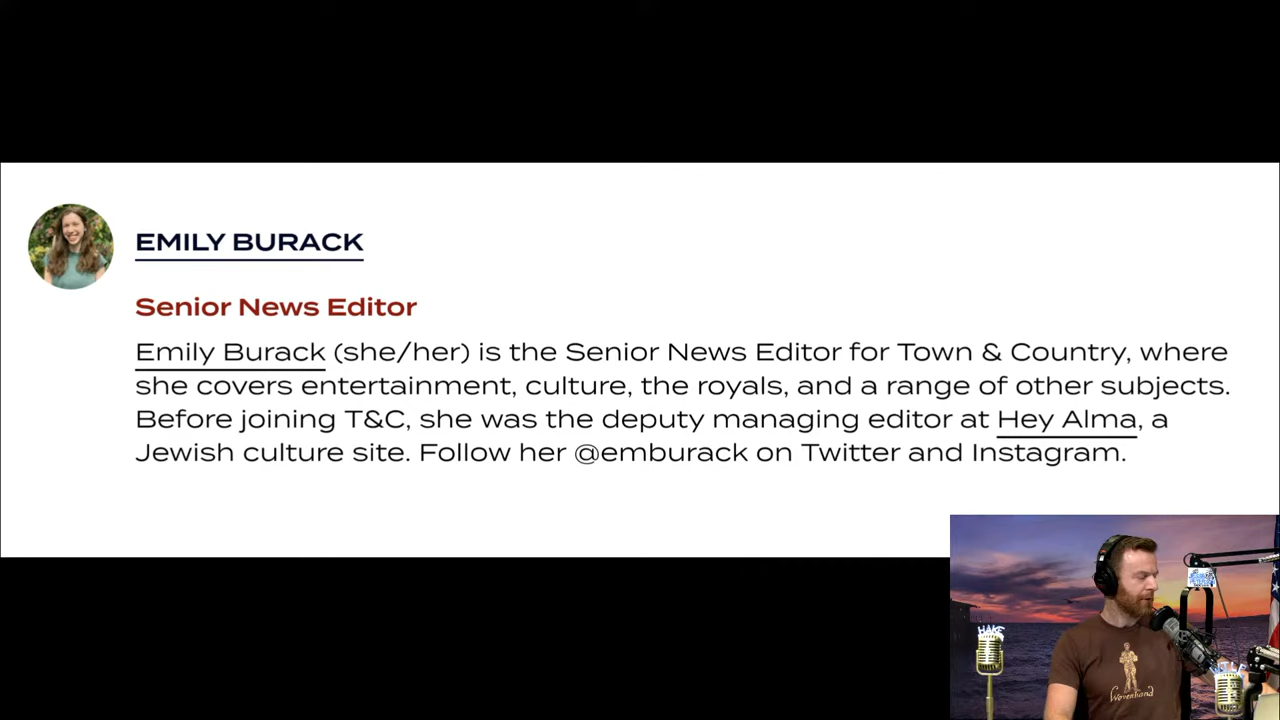 EMILY BURACK
Senior News Editor
Emily Burack (she/her) is the Senior News Editor for Town & Country, where
she covers entertainment, culture, the royals, and a range of other subjects.
Before joining T&C, she was the deputy managing editor at Hey Alma, a
Jewish culture site. Follow her @emburack on Twitter and Instagram.
HAKE